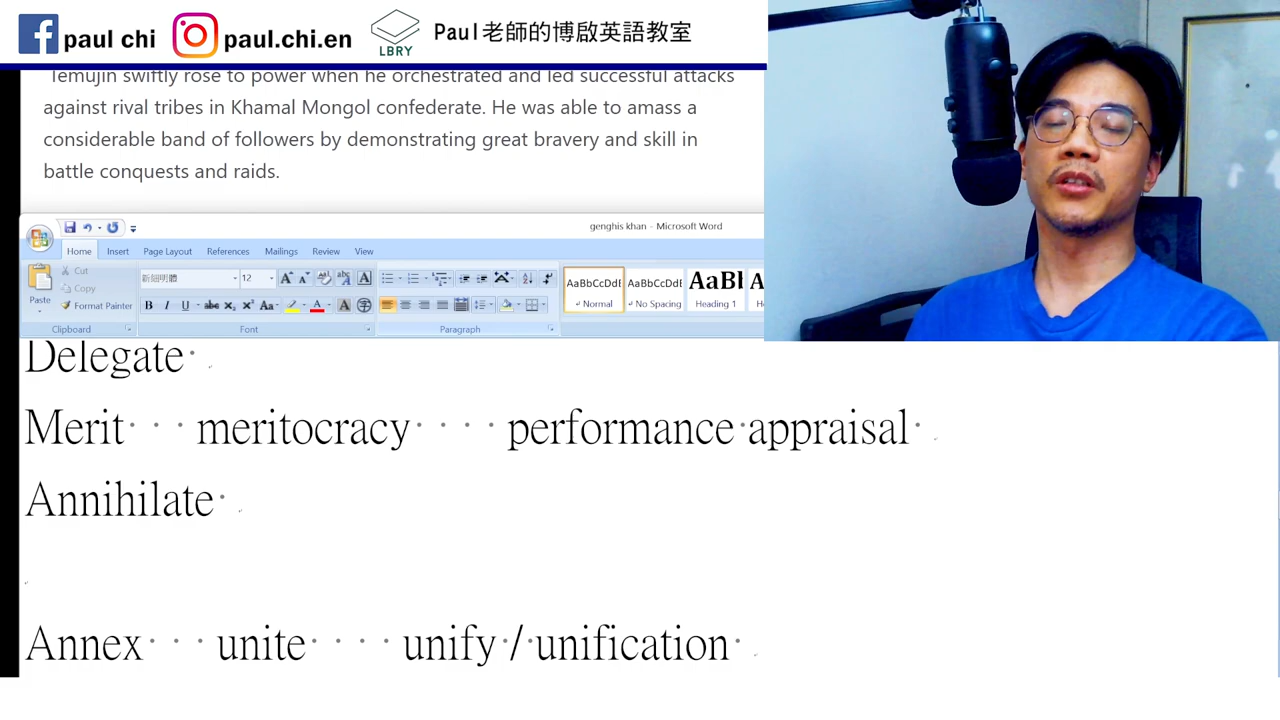 paul chi
paul.chi.en
LBRY
Paul老師的博啟英語教室
Temujin swiftly rose to power when he orchestrated and led successful attacks
against rival tribes in Khamal Mongol confederate. He was able to amass a
considerable band of followers by demonstrating great bravery and skill in
battle conquests and raids.
genghis khan - Microsoft Word
Home Insert Page Layout References Mailings Review View
Paste
Cut
Copy
Format Painter
Clipboard
新細明體 12
Font
Paragraph
AaBbCcDdE AaBbCcDdE AaBb
Normal No Spacing Heading 1
Delegate
Merit meritocracy performance appraisal
Annihilate
Annex unite unify / unification